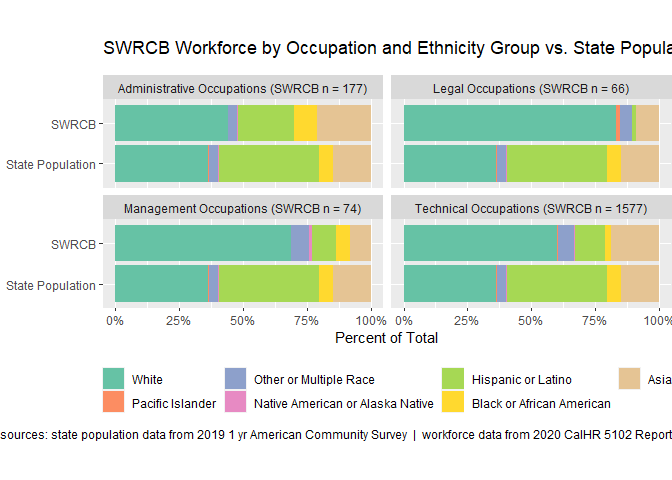 SWRCB Workforce by Occupation and Ethnicity Group vs. State Popula
Administrative Occupations (SWRCB n = 177)
Legal Occupations (SWRCB n = 66)
SWRCB
State Population
Management Occupations (SWRCB n = 74)
Technical Occupations (SWRCB n = 1577)
SWRCB
State Population
0% 25% 50% 75% 100% 0% 25% 50% 75% 100%
Percent of Total
White Other or Multiple Race Hispanic or Latino Asia
Pacific Islander Native American or Alaska Native Black or African American
sources: state population data from 2019 1 yr American Community Survey | workforce data from 2020 CalHR 5102 Report